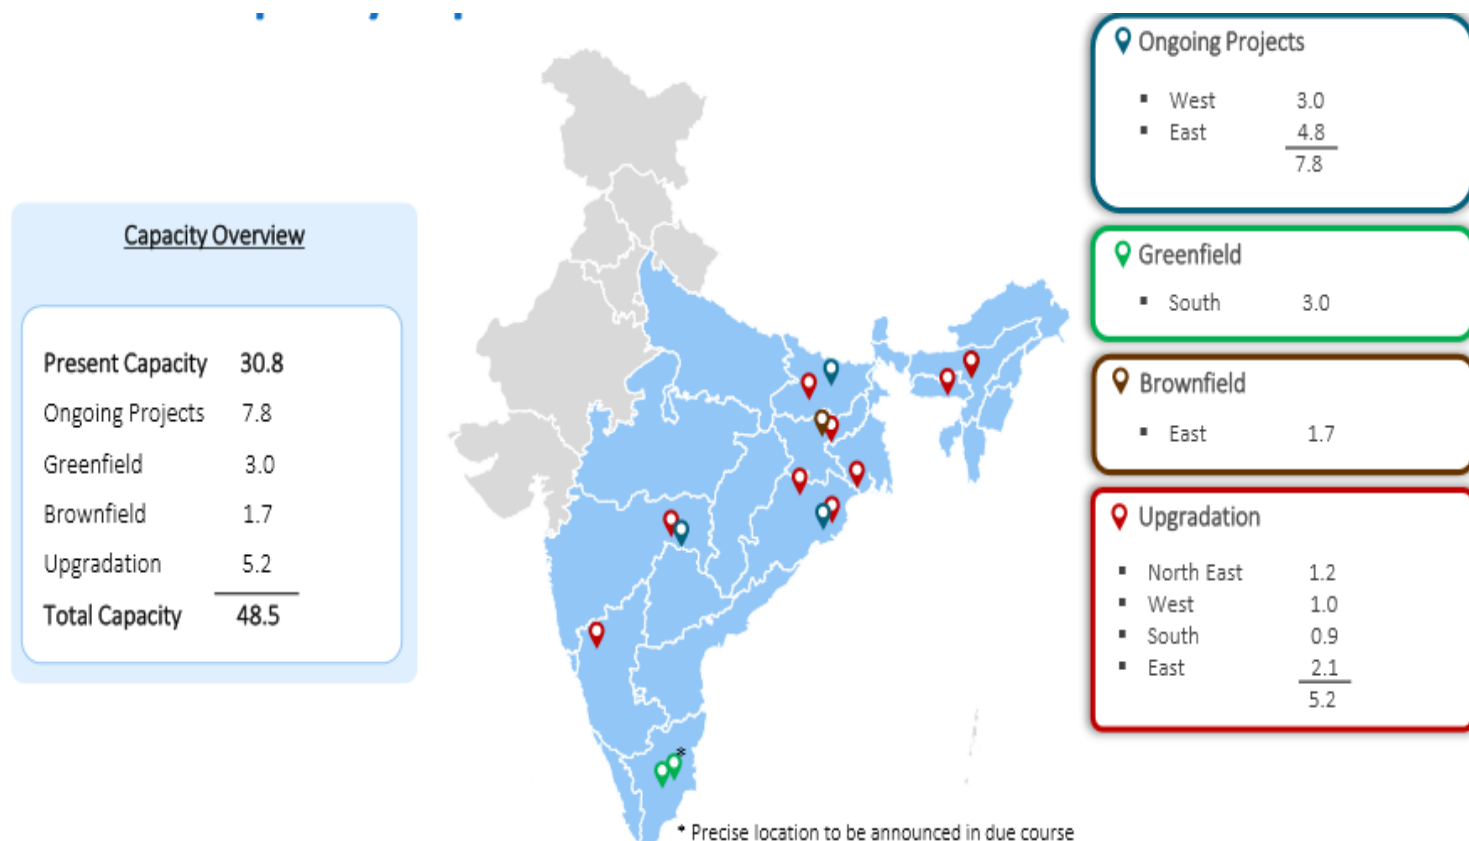 Capacity Overview
Present Capacity 30.8
Ongoing Projects 7.8
Greenfield 3.0
Brownfield 1.7
Upgradation 5.2
Total Capacity 48.5
*
* Precise location to be announced in due course
Ongoing Projects
▪ West 3.0
▪ East 4.8
7.8
Greenfield
▪ South 3.0
Brownfield
▪ East 1.7
Upgradation
▪ North East 1.2
▪ West 1.0
▪ South 0.9
▪ East 2.1
5.2